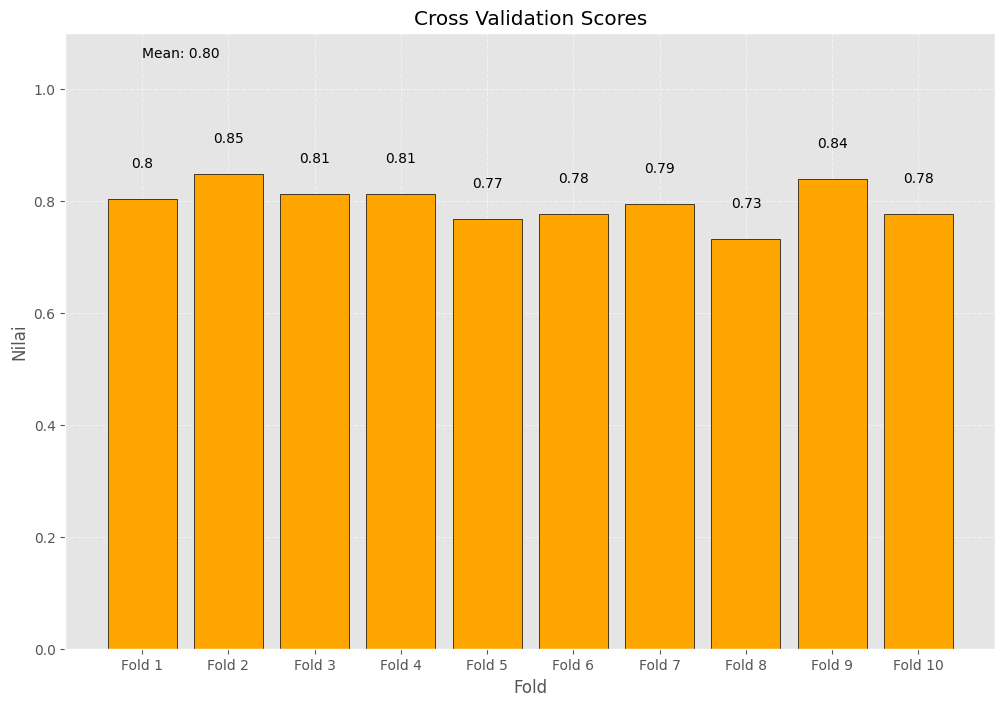 Cross Validation Scores
Mean: 0.80
1.0
0.8
0.6
0.4
0.2
0.0
Nilai
0.8
0.85
0.81
0.81
0.77
0.78
0.79
0.73
0.84
0.78
Fold 1
Fold 2
Fold 3
Fold 4
Fold 5
Fold 6
Fold 7
Fold 8
Fold 9
Fold 10
Fold